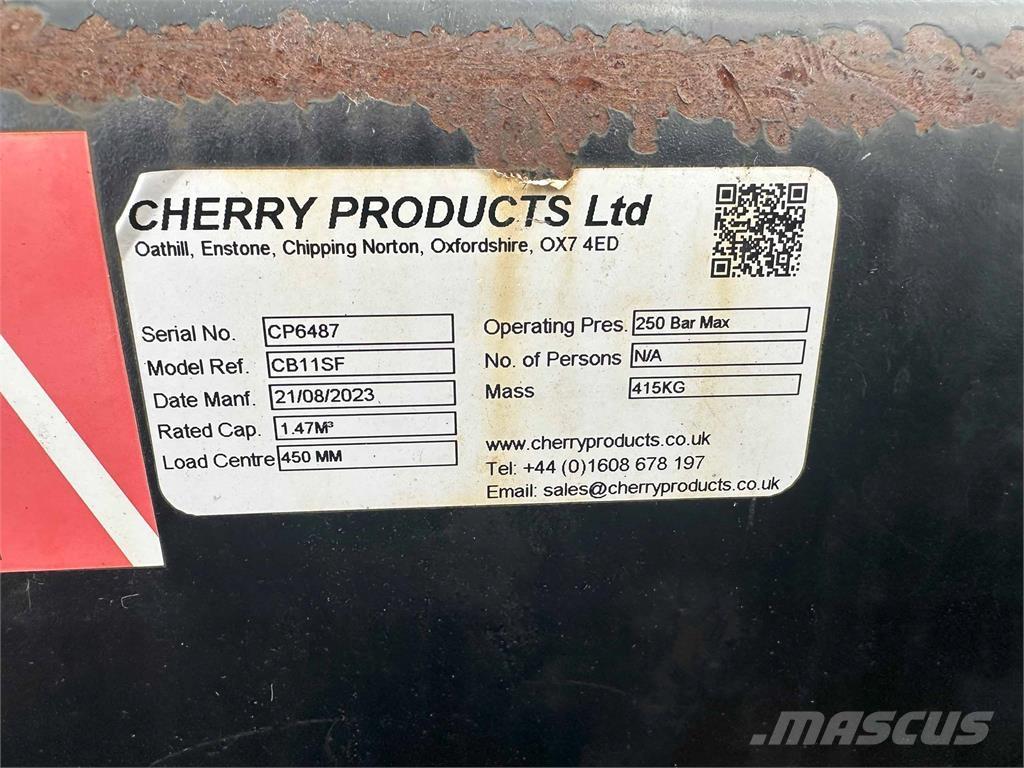 CHERRY PRODUCTS Ltd
Oathill, Enstone, Chipping Norton, Oxfordshire, OX7 4ED
Serial No. CP6487
Model Ref. CB11SF
Date Manf. 21/08/2023
Rated Cap. 1.47M³
Load Centre 450 MM
Operating Pres. 250 Bar Max
No. of Persons N/A
Mass 415KG
www.cherryproducts.co.uk
Tel: +44 (0)1608 678 197
Email: sales@cherryproducts.co.uk
MASCUS